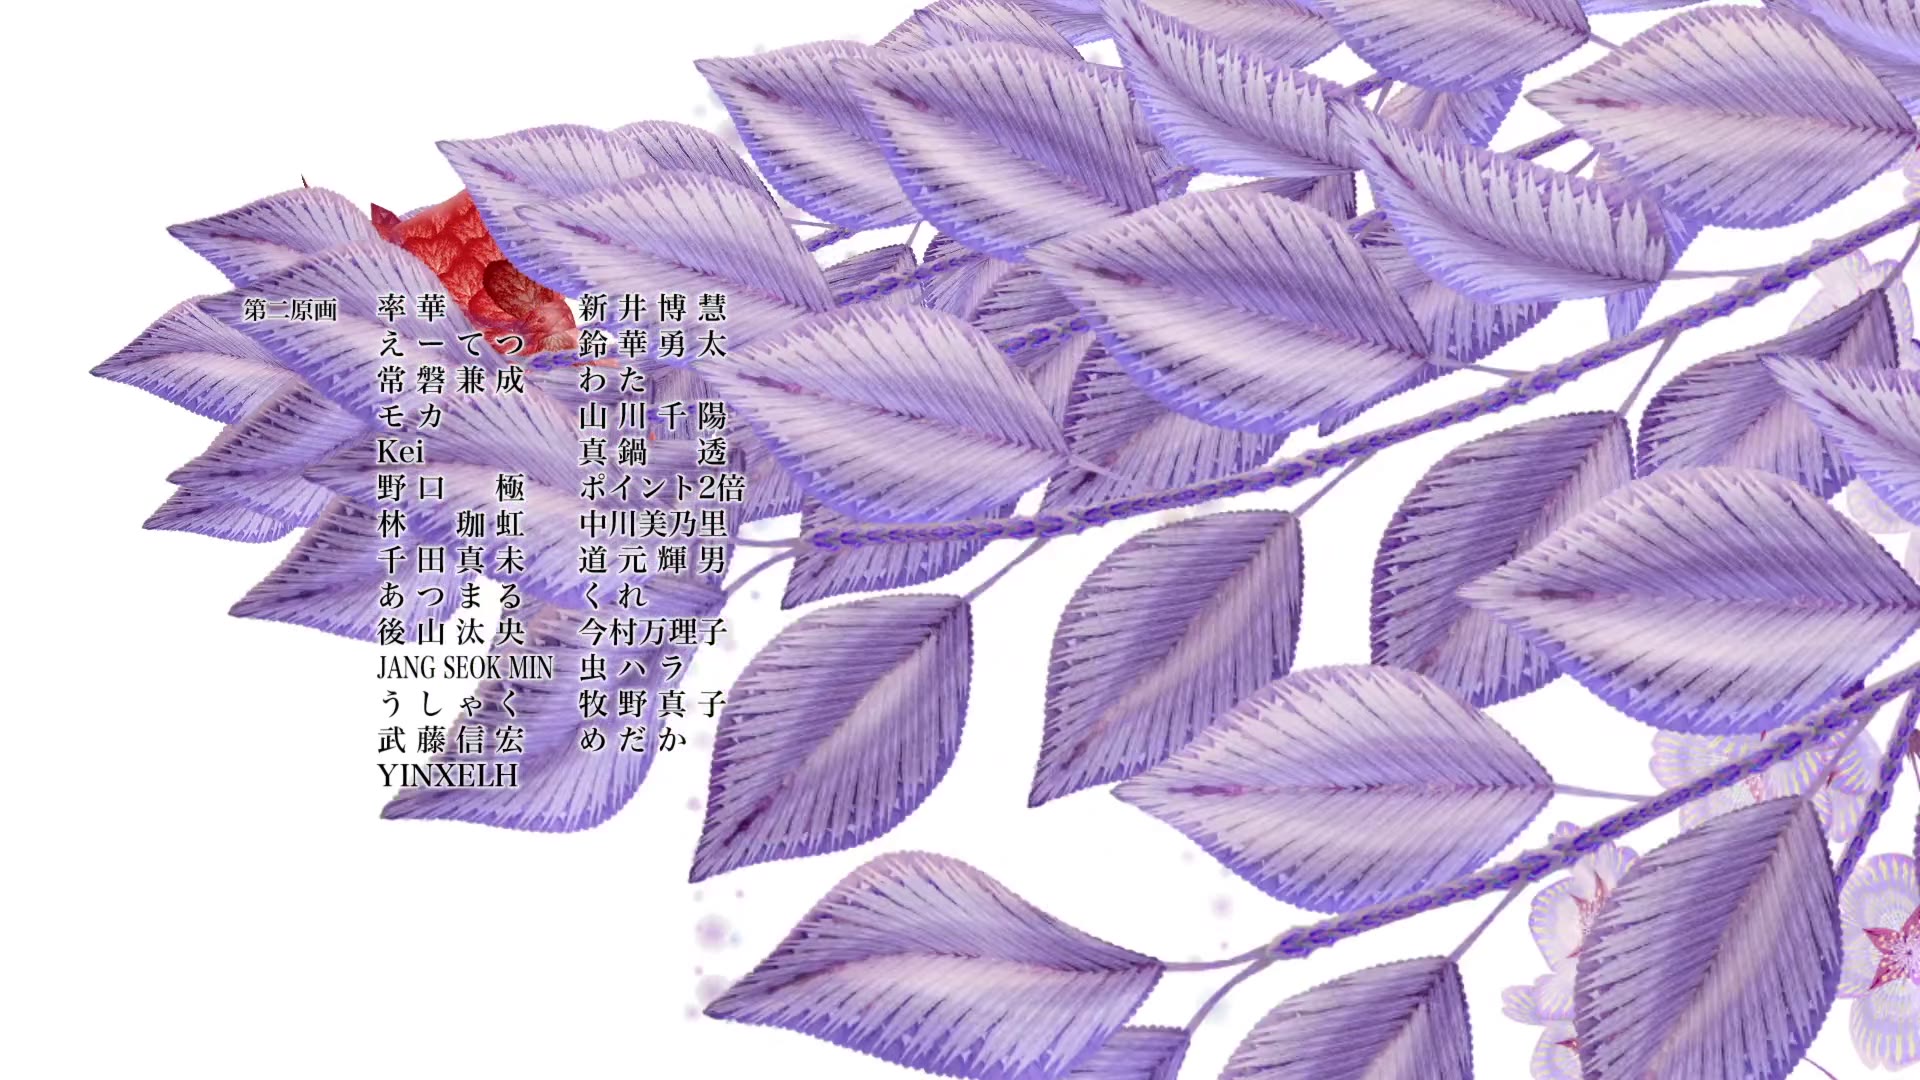 第二原画
率華 新井博慧
えーてつ 鈴華勇太
常磐兼成 わた
モカ 山川千陽
Kei 真鍋 透
野口 極 ポイント2倍
林 珈虹 中川美乃里
千田真未 道元輝男
あつまる くれ
後山汰央 今村万理子
JANG SEOK MIN 虫ハラ
うしゃく 牧野真子
武藤信宏 めだか
YINXELH